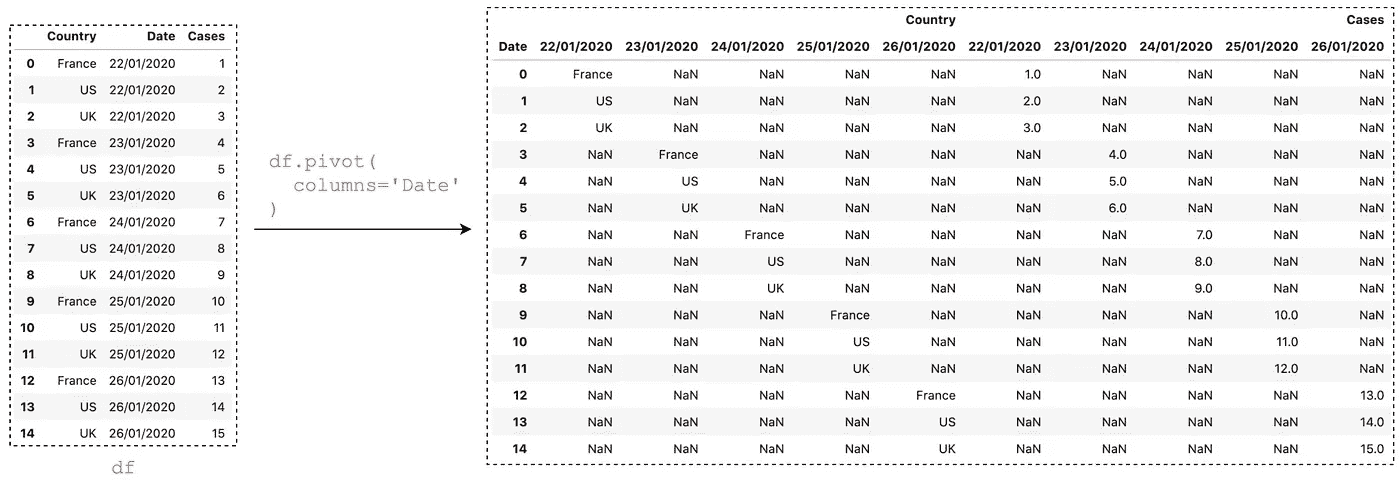 Country Date Cases
0 France 22/01/2020 1
1 US 22/01/2020 2
2 UK 22/01/2020 3
3 France 23/01/2020 4
4 US 23/01/2020 5
5 UK 23/01/2020 6
6 France 24/01/2020 7
7 US 24/01/2020 8
8 UK 24/01/2020 9
9 France 25/01/2020 10
10 US 25/01/2020 11
11 UK 25/01/2020 12
12 France 26/01/2020 13
13 US 26/01/2020 14
14 UK 26/01/2020 15
df
df.pivot(
columns='Date'
)
Country Cases
Date 22/01/2020 23/01/2020 24/01/2020 25/01/2020 26/01/2020 22/01/2020 23/01/2020 24/01/2020 25/01/2020 26/01/2020
0 France NaN NaN NaN NaN 1.0 NaN NaN NaN NaN
1 US NaN NaN NaN NaN 2.0 NaN NaN NaN NaN
2 UK NaN NaN NaN NaN 3.0 NaN NaN NaN NaN
3 NaN France NaN NaN NaN NaN 4.0 NaN NaN NaN
4 NaN US NaN NaN NaN NaN 5.0 NaN NaN NaN
5 NaN UK NaN NaN NaN NaN 6.0 NaN NaN NaN
6 NaN NaN France NaN NaN NaN NaN 7.0 NaN NaN
7 NaN NaN US NaN NaN NaN NaN 8.0 NaN NaN
8 NaN NaN UK NaN NaN NaN NaN 9.0 NaN NaN
9 NaN NaN NaN France NaN NaN NaN NaN 10.0 NaN
10 NaN NaN NaN US NaN NaN NaN NaN 11.0 NaN
11 NaN NaN NaN UK NaN NaN NaN NaN 12.0 NaN
12 NaN NaN NaN NaN France NaN NaN NaN NaN 13.0
13 NaN NaN NaN NaN US NaN NaN NaN NaN 14.0
14 NaN NaN NaN NaN UK NaN NaN NaN NaN 15.0